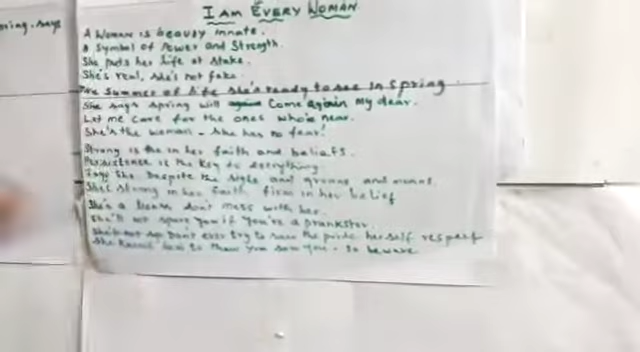 I AM EVERY WOMAN
A Woman is beauty innate.
A Symbol of Power and Strength.
She puts her life at stake.
She's real, she's not fake.
The Summer of life she's ready to see in Spring.
She says spring will come again my dear.
Let me care for the ones who's near.
She's the woman - she has no fear!
Strong is she in her faith and beliefs.
Persistence is the key to everything
she despite the sighs and groans and moans.
She's strong in her faith, firm in her belief
She's a don't mess with her.
She'll not spare you if you're a prankster
Don't ever try to the pride her self respect
to beware